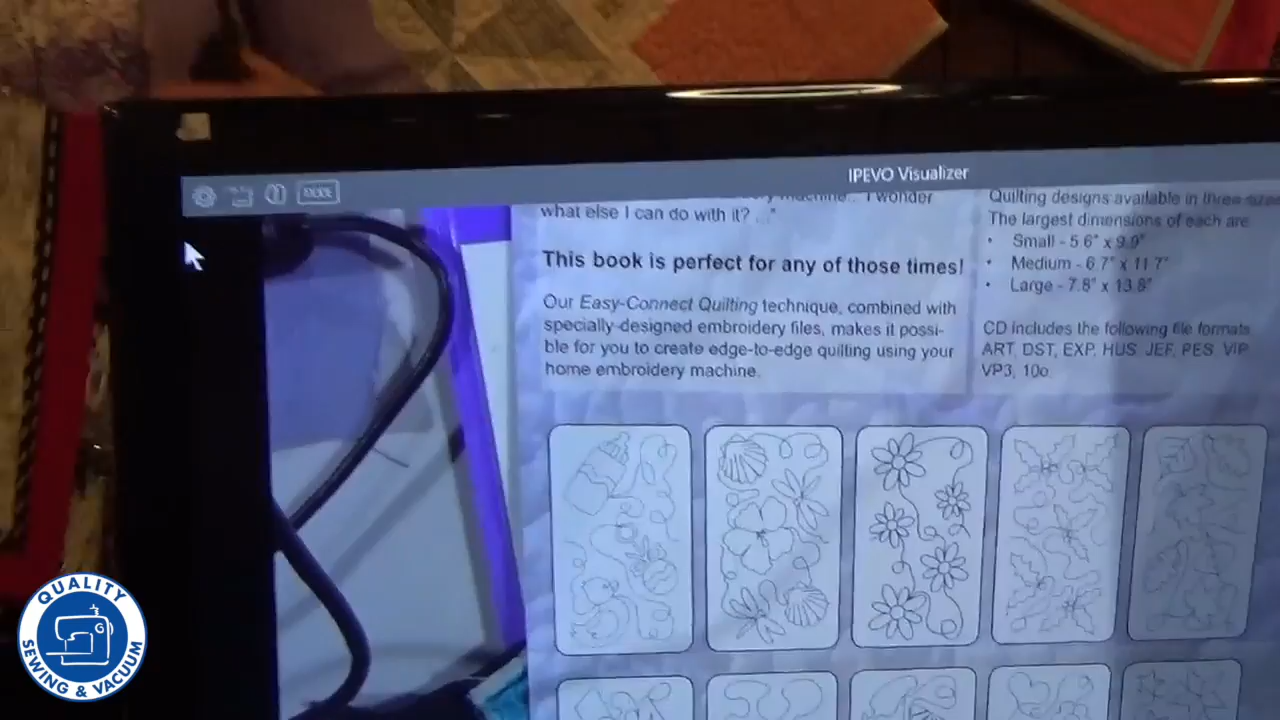 IPEVO Visualizer
machine... I wonder
what else I can do with it? ..."
This book is perfect for any of those times!
Our Easy-Connect Quilting technique, combined with
specially-designed embroidery files, makes it possi-
ble for you to create edge-to-edge quilting using your
home embroidery machine.
Quilting designs available in three sizes
The largest dimensions of each are
• Small - 5.6" x 9.9"
• Medium - 6.7" x 11.7"
• Large - 7.8" x 13.8"
CD includes the following file formats
ART, DST, EXP, HUS, JEF, PES, VIP,
VP3, 10o.
QUALITY
SEWING & VACUUM